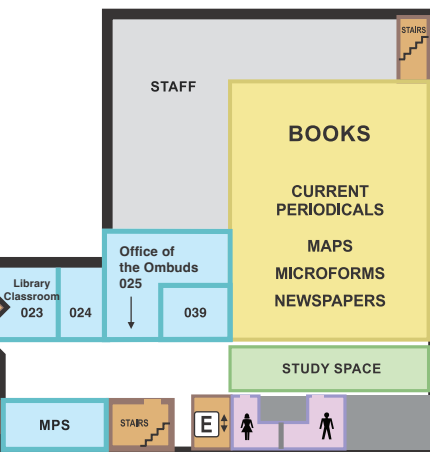 STAIRS
STAFF
BOOKS
CURRENT
PERIODICALS
MAPS
MICROFORMS
NEWSPAPERS
Office of
the Ombuds
025
Library
Classroom
023
024
039
STUDY SPACE
MPS
STAIRS
E